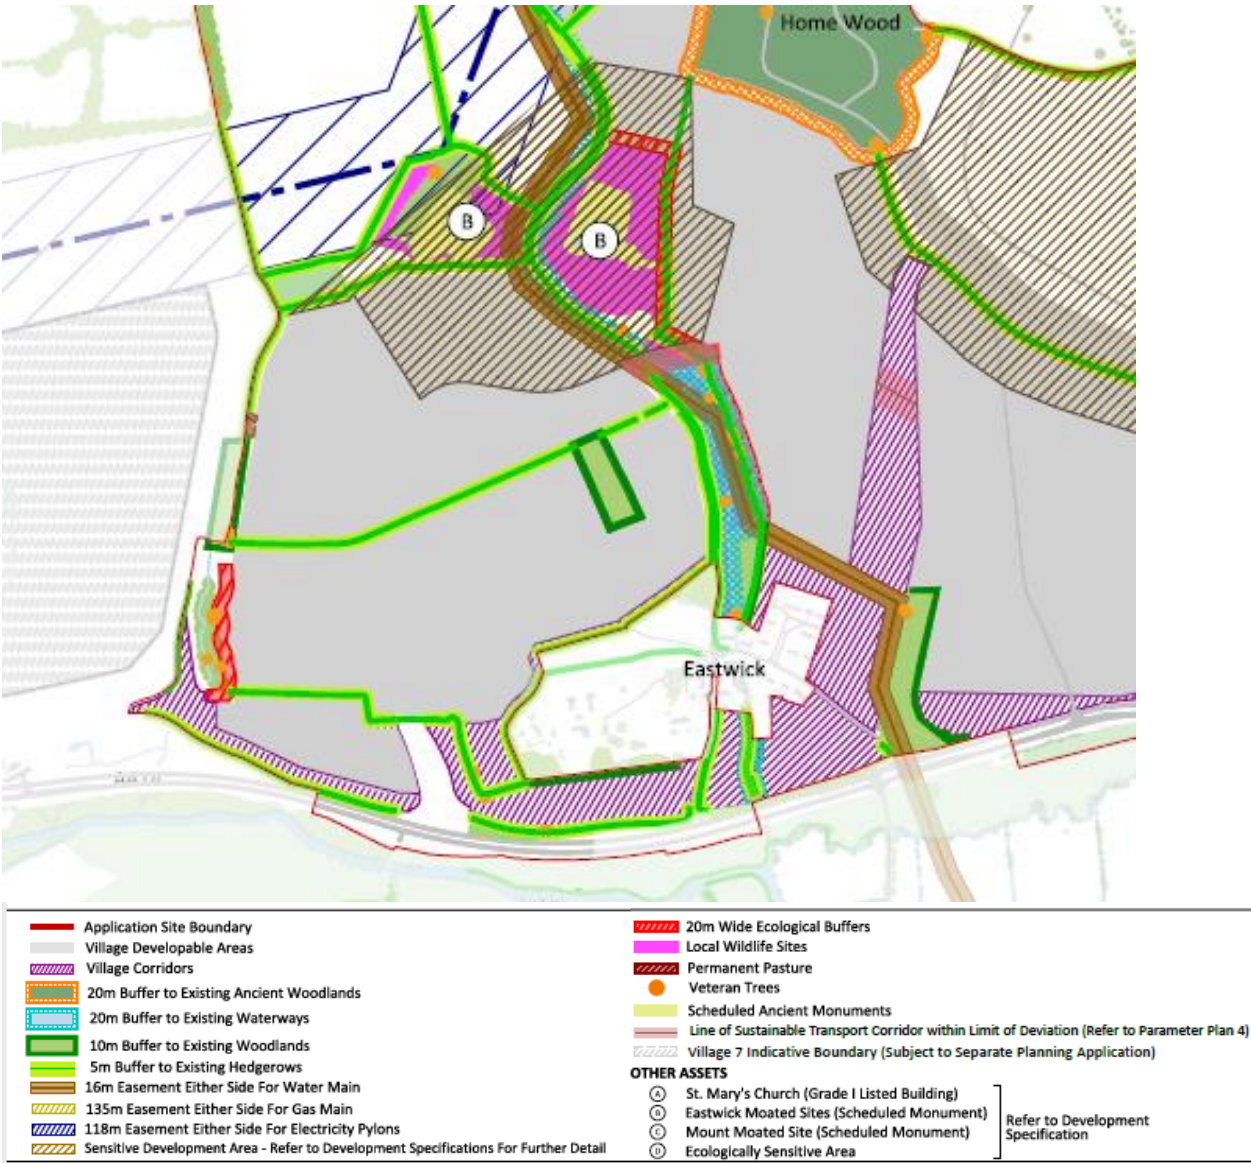 Home Wood
B
B
Eastwick
Application Site Boundary
Village Developable Areas
Village Corridors
20m Buffer to Existing Ancient Woodlands
20m Buffer to Existing Waterways
10m Buffer to Existing Woodlands
5m Buffer to Existing Hedgerows
16m Easement Either Side For Water Main
135m Easement Either Side For Gas Main
118m Easement Either Side For Electricity Pylons
Sensitive Development Area - Refer to Development Specifications For Further Detail
20m Wide Ecological Buffers
Local Wildlife Sites
Permanent Pasture
Veteran Trees
Scheduled Ancient Monuments
Line of Sustainable Transport Corridor within Limit of Deviation (Refer to Parameter Plan 4)
Village 7 Indicative Boundary (Subject to Separate Planning Application)
OTHER ASSETS
A St. Mary's Church (Grade I Listed Building)
B Eastwick Moated Sites (Scheduled Monument)
C Mount Moated Site (Scheduled Monument)
D Ecologically Sensitive Area
Refer to Development
Specification